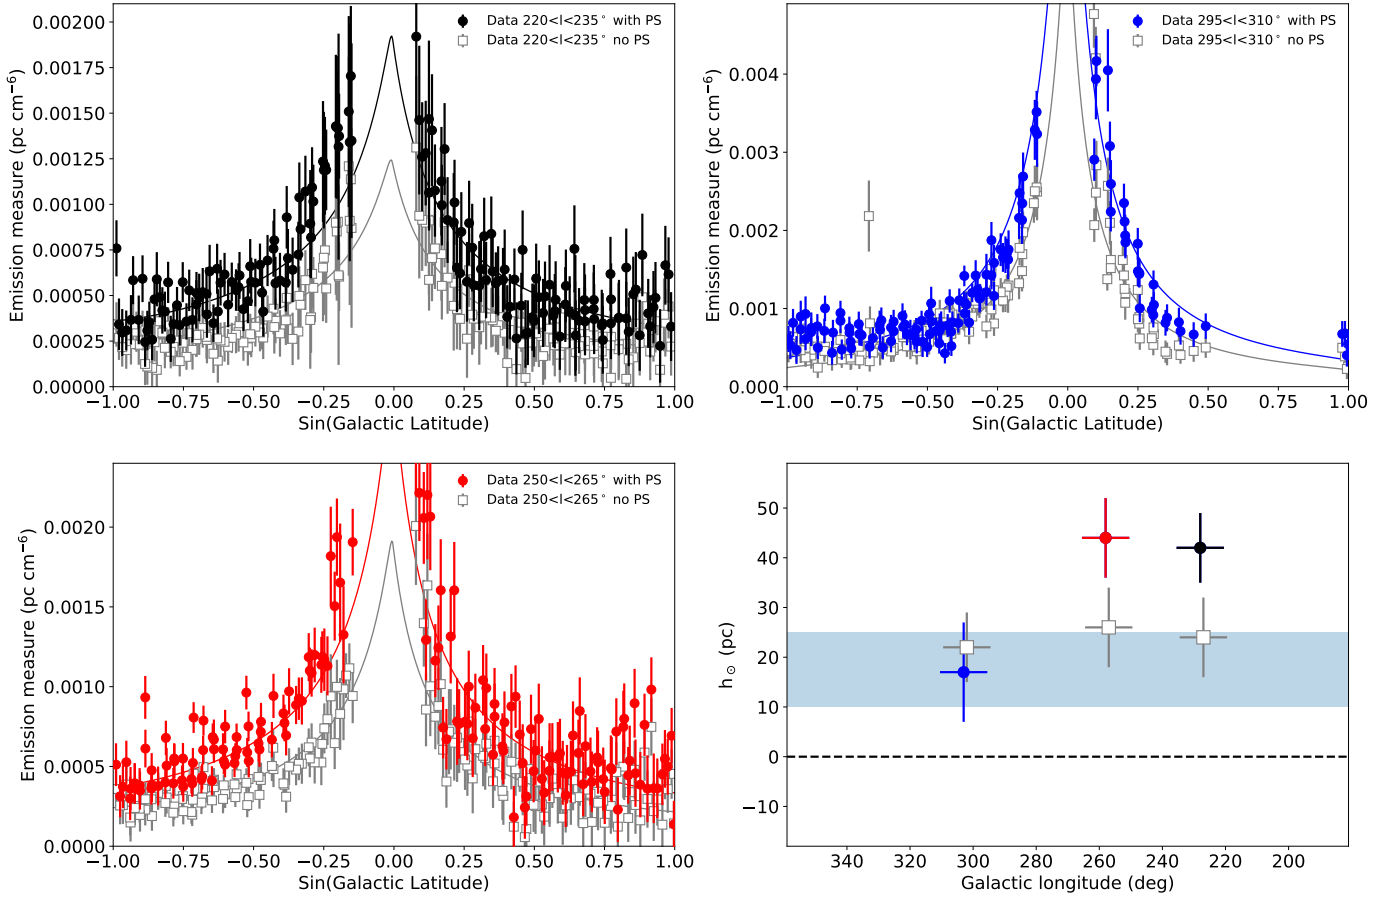 Data 220<l<235° with PS
Data 220<l<235° no PS
0.00200
0.00175
0.00150
0.00125
0.00100
0.00075
0.00050
0.00025
0.00000
Emission measure (pc cm⁻⁶)
−1.00 −0.75 −0.50 −0.25 0.00 0.25 0.50 0.75 1.00
Sin(Galactic Latitude)
Data 295<l<310° with PS
Data 295<l<310° no PS
0.004
0.003
0.002
0.001
0.000
Emission measure (pc cm⁻⁶)
−1.00 −0.75 −0.50 −0.25 0.00 0.25 0.50 0.75 1.00
Sin(Galactic Latitude)
Data 250<l<265° with PS
Data 250<l<265° no PS
0.0020
0.0015
0.0010
0.0005
0.0000
Emission measure (pc cm⁻⁶)
−1.00 −0.75 −0.50 −0.25 0.00 0.25 0.50 0.75 1.00
Sin(Galactic Latitude)
50
40
30
20
10
0
−10
h☉ (pc)
340 320 300 280 260 240 220 200
Galactic longitude (deg)